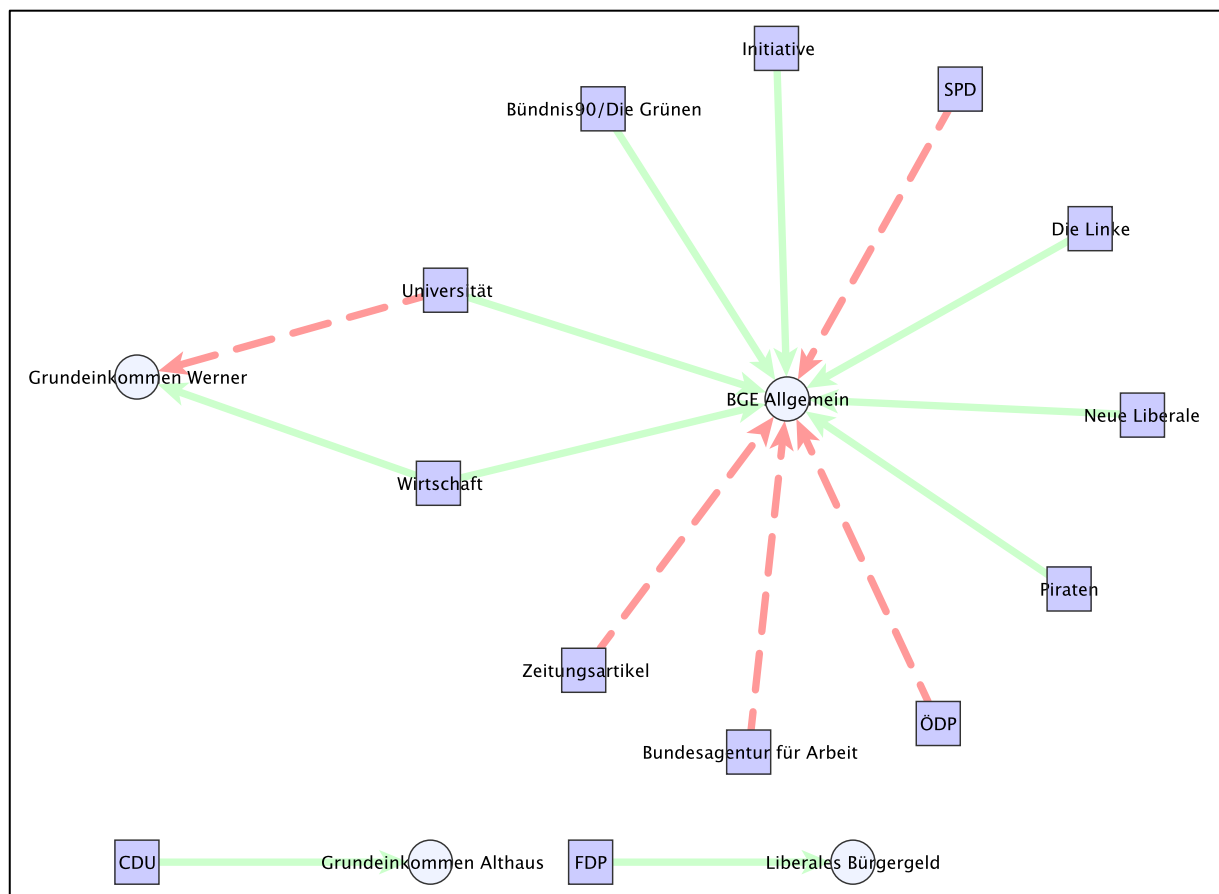 Initiative
SPD
Bündnis90/Die Grünen
Die Linke
Universität
Grundeinkommen Werner
BGE Allgemein
Neue Liberale
Wirtschaft
Piraten
Zeitungsartikel
ÖDP
Bundesagentur für Arbeit
CDU
Grundeinkommen Althaus
FDP
Liberales Bürgergeld